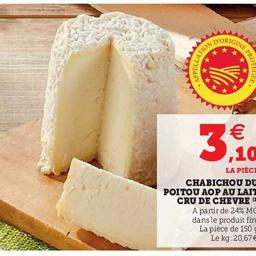 APPELLATION D'ORIGINE PROTÉGÉE
3€,10
LA PIÈCE
CHABICHOU DU
POITOU AOP AU LAIT
CRU DE CHEVRE
A partir de 24% MG
dans le produit fini
La pièce de 150 g
Le kg: 20,67€